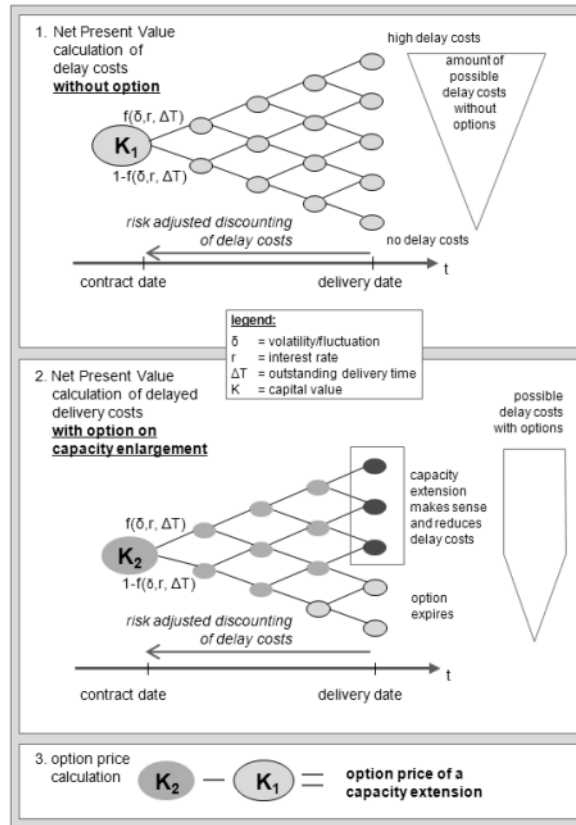 1. Net Present Value
calculation of
delay costs
without option
high delay costs
amount of
possible
delay costs
without
options
f(δ,r, ΔT)
K1
1-f(δ,r, ΔT)
risk adjusted discounting
of delay costs
no delay costs
t
contract date
delivery date
legend:
δ = volatility/fluctuation
r = interest rate
ΔT = outstanding delivery time
K = capital value
2. Net Present Value
calculation of delayed
delivery costs
with option on
capacity enlargement
possible
delay costs
with options
capacity
extension
makes sense
and reduces
delay costs
f(δ,r, ΔT)
K2
1-f(δ,r, ΔT)
option
expires
risk adjusted discounting
of delay costs
t
contract date
delivery date
3. option price
calculation
K2 — K1 = option price of a
capacity extension